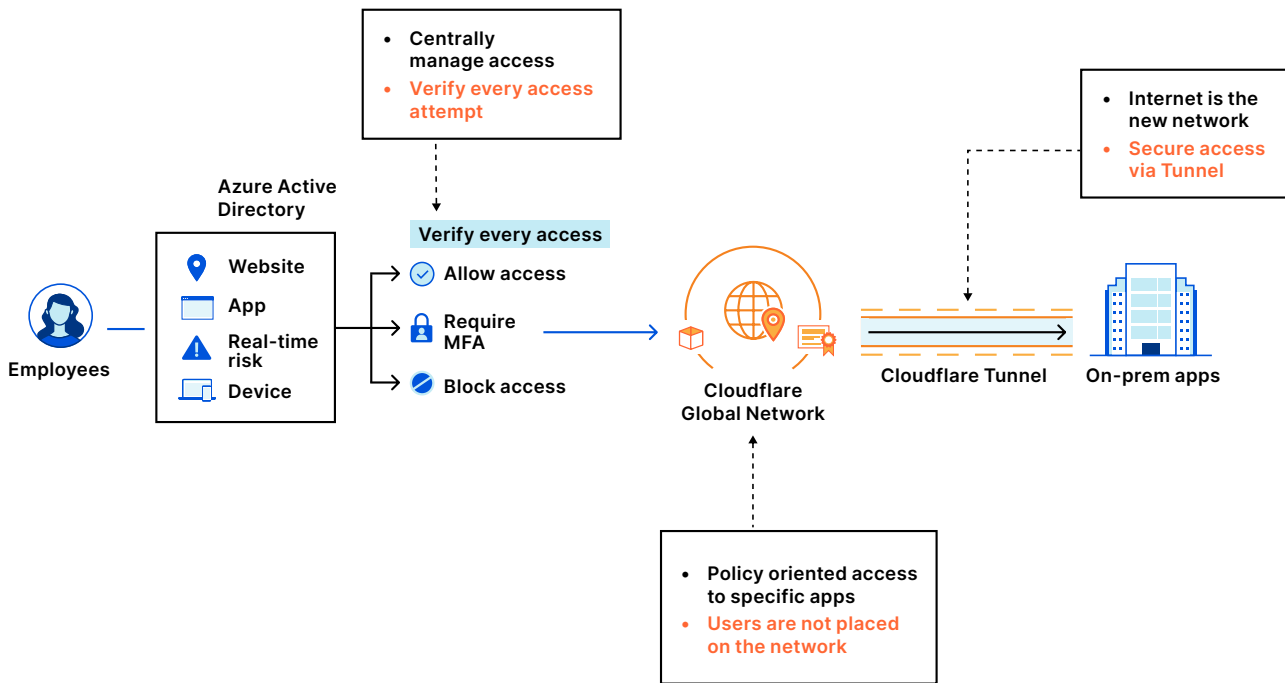 • Centrally
manage access
• Verify every access
attempt
• Internet is the
new network
• Secure access
via Tunnel
Azure Active
Directory
Website
App
Real-time
risk
Device
Employees
Verify every access
Allow access
Require
MFA
Block access
Cloudflare
Global Network
Cloudflare Tunnel
On-prem apps
• Policy oriented access
to specific apps
• Users are not placed
on the network